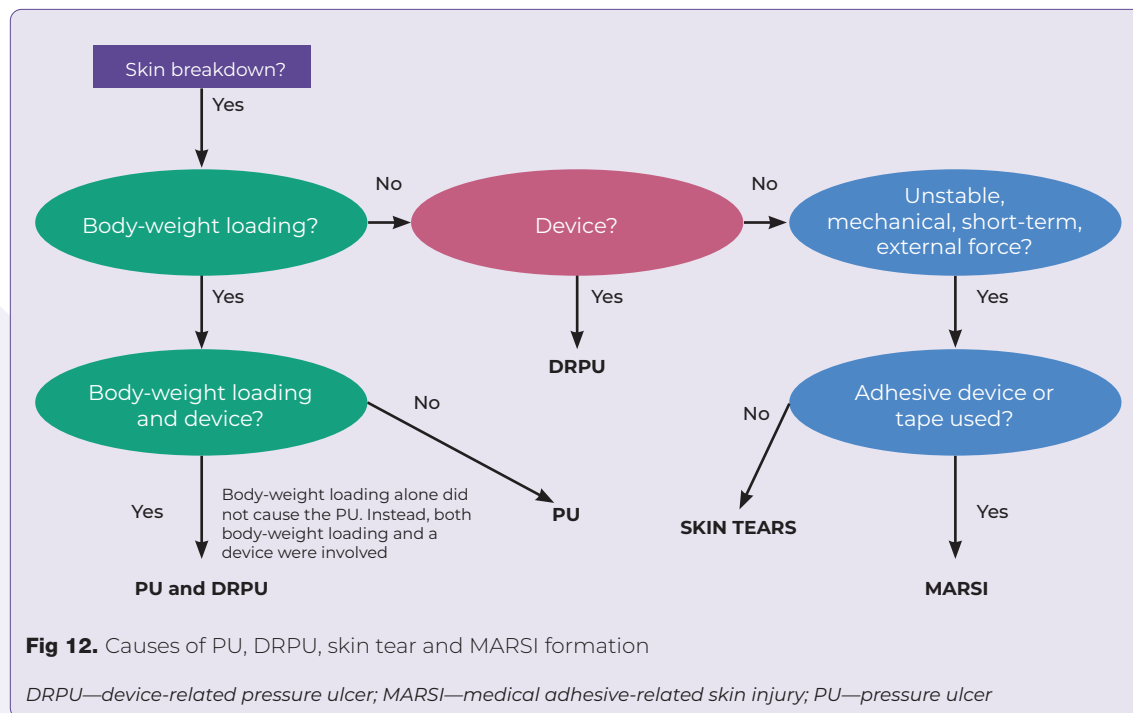 Skin breakdown?
Yes
No
No
Body-weight loading?
Device?
Unstable,
mechanical, short-term,
external force?
Yes
Yes
Yes
DRPU
Body-weight loading
and device?
No
Adhesive device or
tape used?
No
Yes
Body-weight loading alone did
not cause the PU. Instead, both
body-weight loading and a
device were involved
PU
SKIN TEARS
Yes
PU and DRPU
MARSI
Fig 12. Causes of PU, DRPU, skin tear and MARSI formation
DRPU—device-related pressure ulcer; MARSI—medical adhesive-related skin injury; PU—pressure ulcer